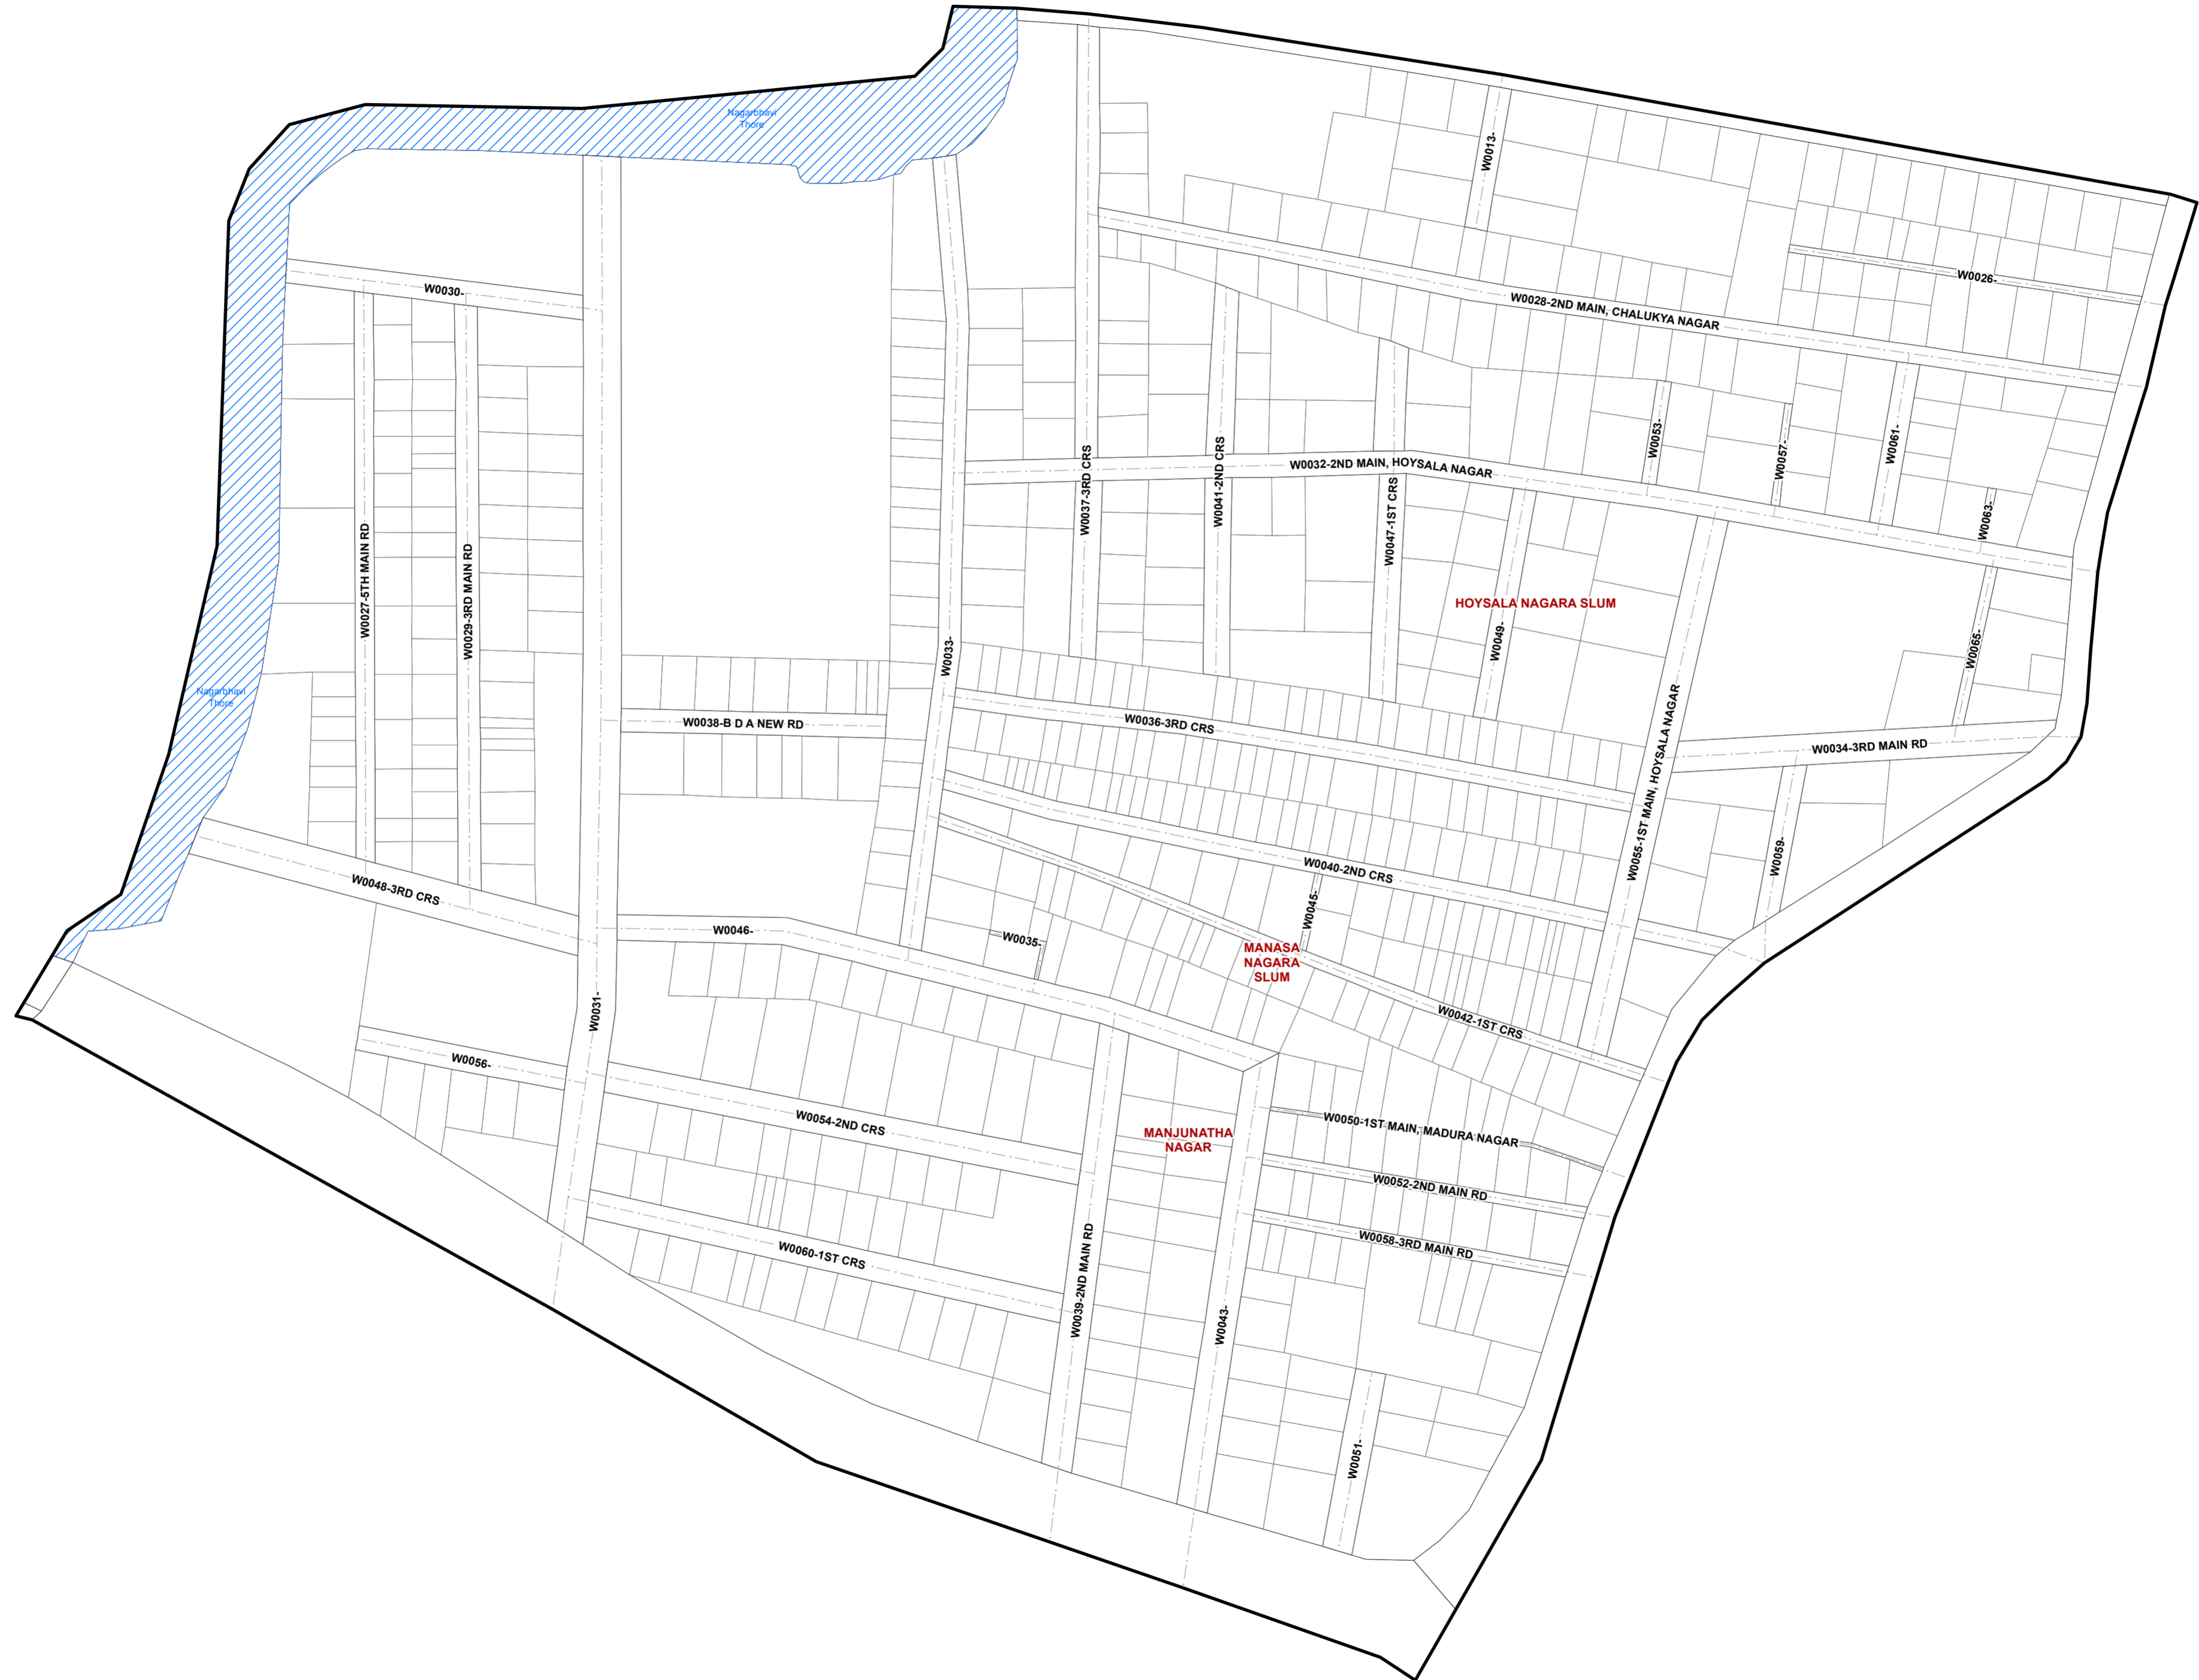 Nagarbhavi
Thore
W0013-
W0026-
W0030-
W0028-2ND MAIN, CHALUKYA NAGAR
W0053-
W0057-
W0061-
W0032-2ND MAIN, HOYSALA NAGAR
W0037-3RD CRS
W0041-2ND CRS
W0047-1ST CRS
W0063-
W0027-5TH MAIN RD
W0029-3RD MAIN RD
HOYSALA NAGARA SLUM
W0033-
W0049-
W0065-
Nagarbhavi
Thore
W0038-B D A NEW RD
W0036-3RD CRS
W0055-1ST MAIN, HOYSALA NAGAR
W0034-3RD MAIN RD
W0059-
W0048-3RD CRS
W0040-2ND CRS
W0045-
W0046-
W0035-
MANASA
NAGARA
SLUM
W0031-
W0042-1ST CRS
W0056-
W0054-2ND CRS
MANJUNATHA
NAGAR
W0050-1ST MAIN, MADURA NAGAR
W0052-2ND MAIN RD
W0058-3RD MAIN RD
W0060-1ST CRS
W0039-2ND MAIN RD
W0043-
W0051-